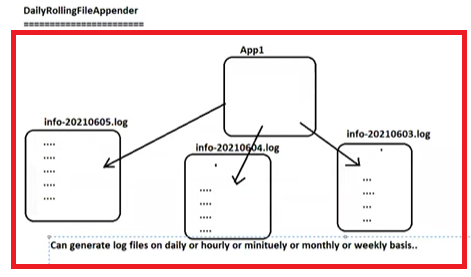 DailyRollingFileAppender
========================
App1
info-20210605.log
info-20210604.log
info-20210603.log
....
....
....
....
....
....
....
....
....
...
....
...
...
Can generate log files on daily or hourly or minituely or monthly or weekly basis..